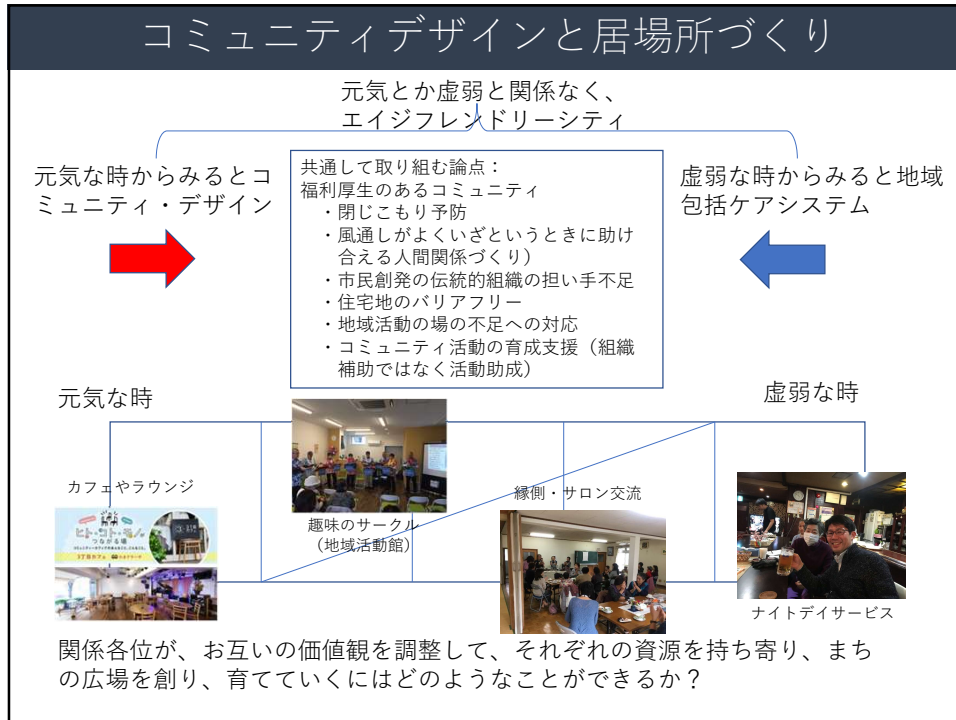 コミュニティデザインと居場所づくり
元気とか虚弱と関係なく、
エイジフレンドリーシティ
元気な時からみるとコ
ミュニティ・デザイン
共通して取り組む論点：
福利厚生のあるコミュニティ
・閉じこもり予防
・風通しがよくいざというときに助け
合える人間関係づくり）
・市民創発の伝統的組織の担い手不足
・住宅地のバリアフリー
・地域活動の場の不足への対応
・コミュニティ活動の育成支援（組織
補助ではなく活動助成）
虚弱な時からみると地域
包括ケアシステム
元気な時
虚弱な時
カフェやラウンジ
ヒト・コト・モノが
つながる場
趣味のサークル
（地域活動館）
縁側・サロン交流
ナイトデイサービス
関係各位が、お互いの価値観を調整して、それぞれの資源を持ち寄り、まち
の広場を創り、育てていくにはどのようなことができるか？